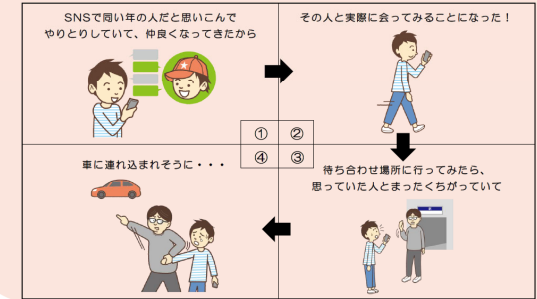 SNSで同い年の人だと思いこんで
やりとりしていて、仲良くなってきたから
その人と実際に会ってみることになった！
① ②
④ ③
待ち合わせ場所に行ってみたら、
思っていた人とまったくちがっていて
車に連れ込まれそうに・・・